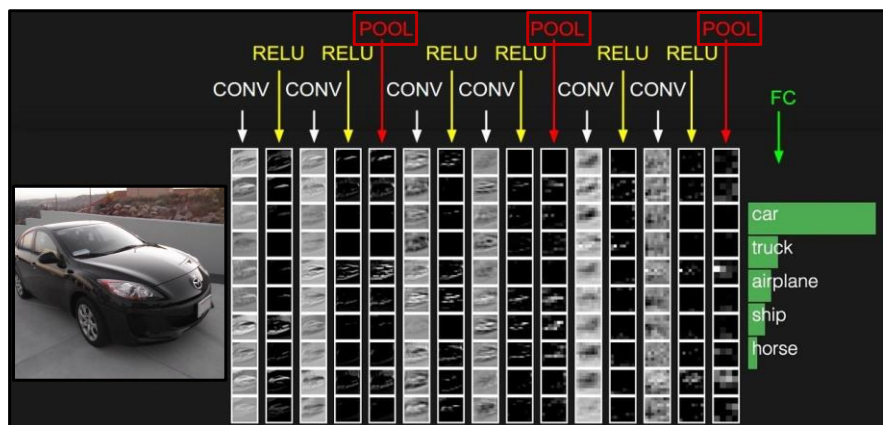 POOL POOL POOL
RELU RELU RELU RELU RELU RELU
CONV CONV CONV CONV CONV CONV
FC
car
truck
airplane
ship
horse